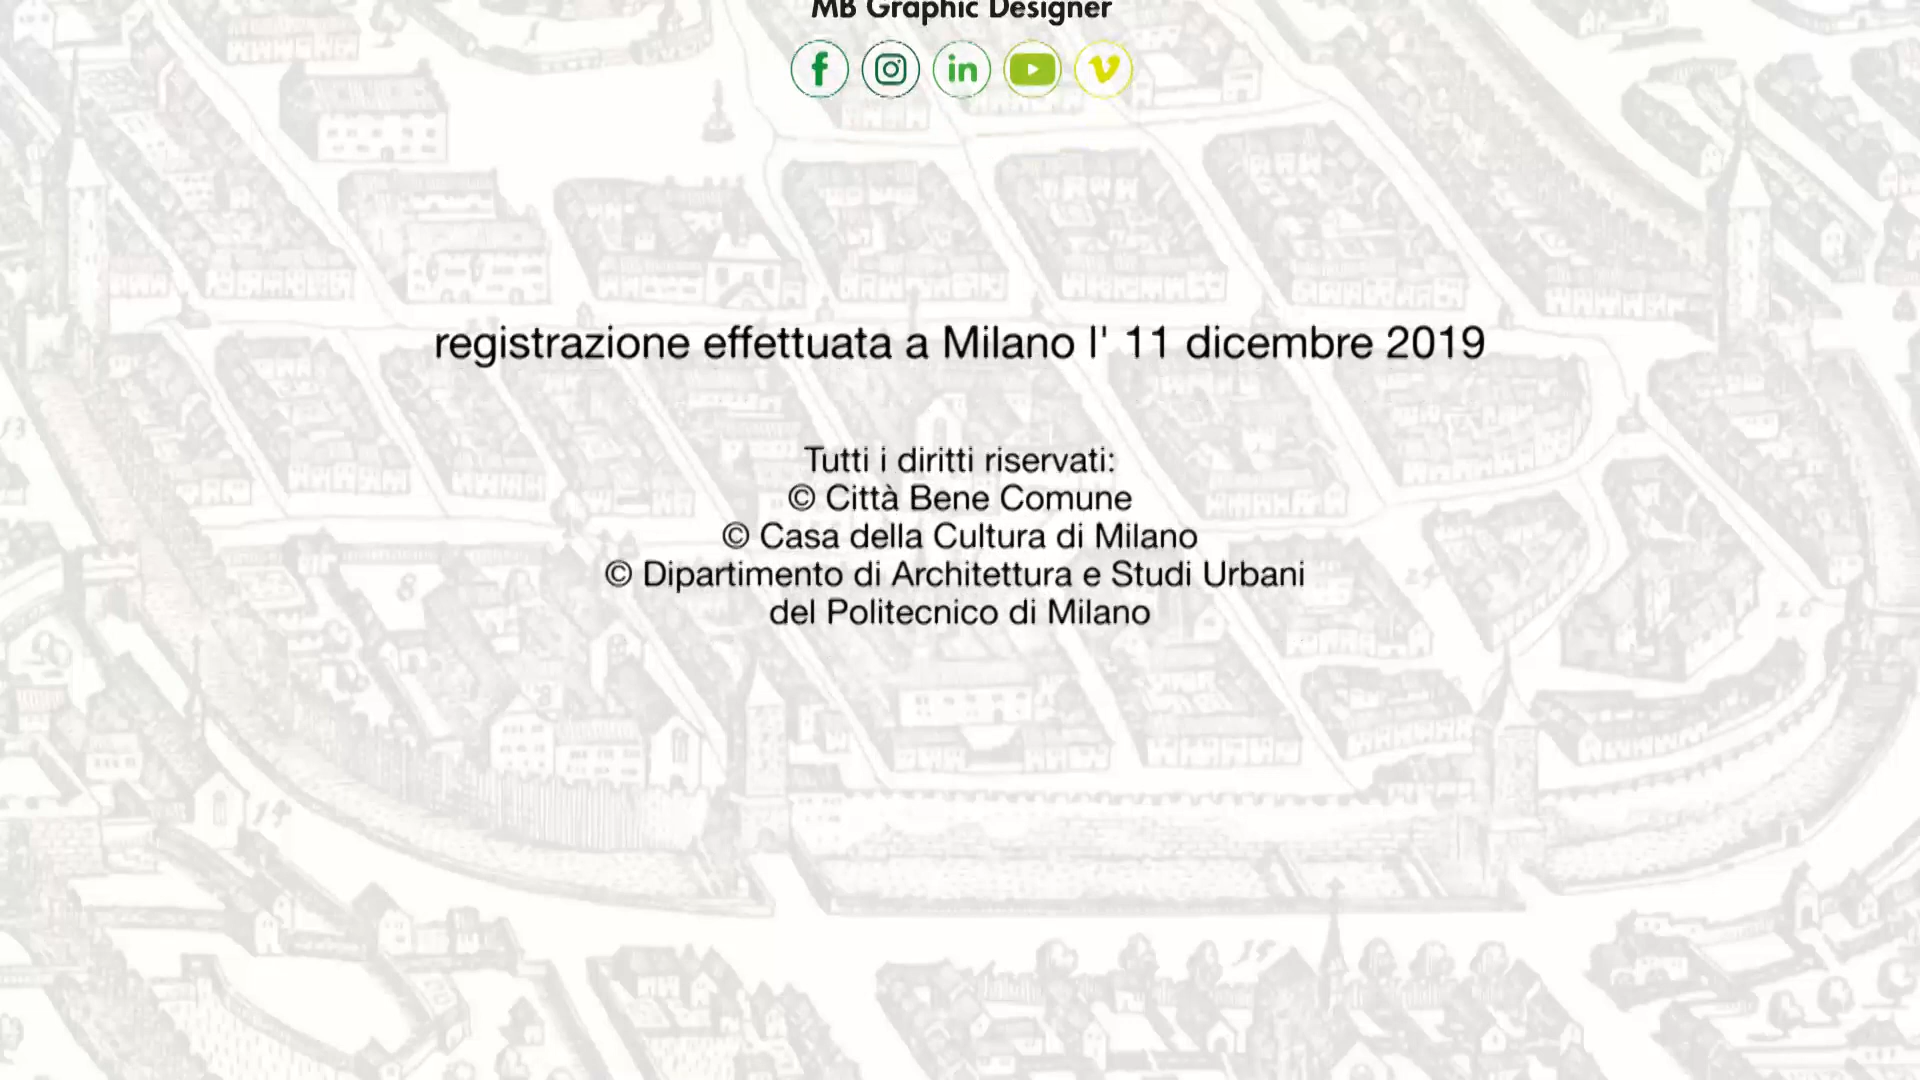 MB Graphic Designer
registrazione effettuata a Milano l' 11 dicembre 2019
Tutti i diritti riservati:
© Città Bene Comune
© Casa della Cultura di Milano
© Dipartimento di Architettura e Studi Urbani
del Politecnico di Milano